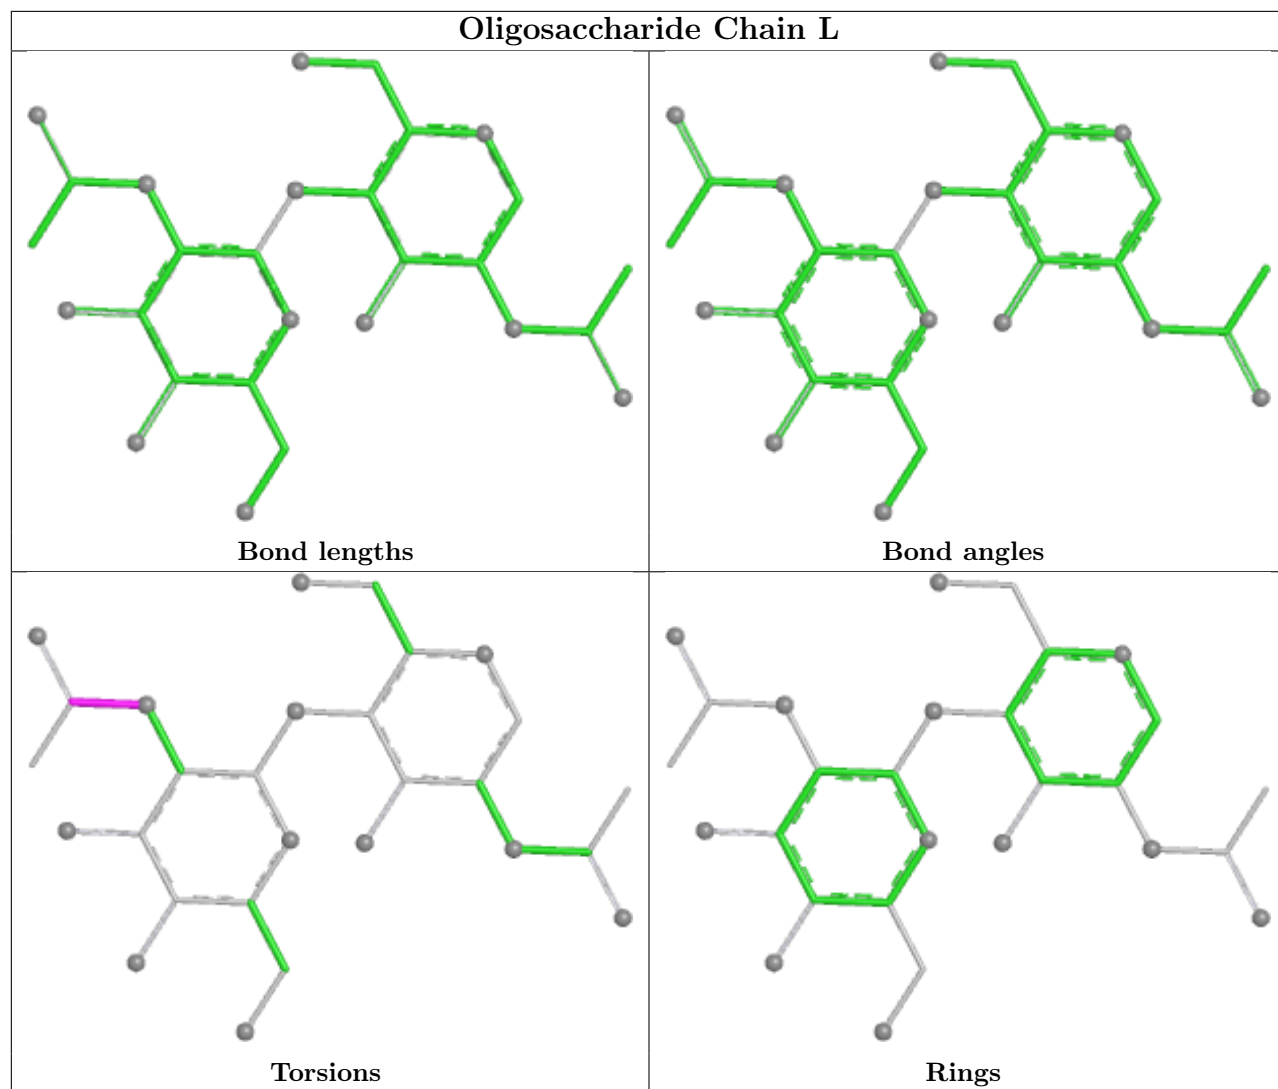 Oligosaccharide Chain L
Bond lengths
Bond angles
Torsions
Rings